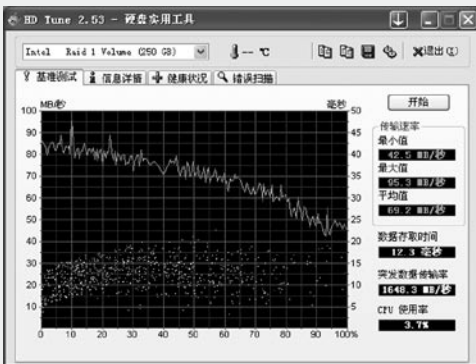 HD Tune 2.53 - 硬盘实用工具
Intel Raid 1 Volume (250 GB)
-- ℃
退出(X)
基准测试 信息详情 健康状况 错误扫描
MB/秒
毫秒
开始
100
90
80
70
60
50
40
30
20
10
50
45
40
35
30
25
20
15
10
5
0 10 20 30 40 50 60 70 80 90 100%
传输速率
最小值
42.5 MB/秒
最大值
95.3 MB/秒
平均值
69.2 MB/秒
数据存取时间
12.3 毫秒
突发数据传输率
1648.3 MB/秒
CPU 使用率
3.7%